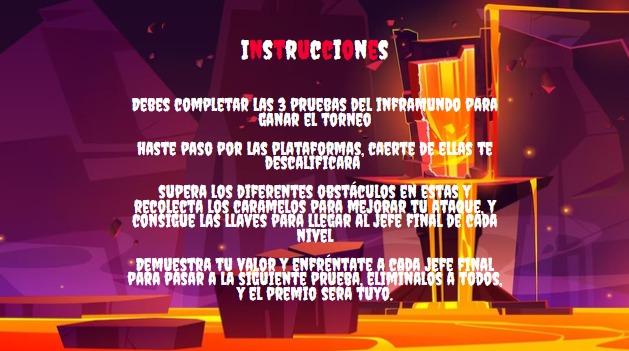 INSTRUCCIONES
DEBES COMPLETAR LAS 3 PRUEBAS DEL INFRAMUNDO PARA
GANAR EL TORNEO
HASTE PASO POR LAS PLATAFORMAS, CAERTE DE ELLAS TE
DESCALIFICARÁ
SUPERA LOS DIFERENTES OBSTÁCULOS EN ESTAS Y
RECOLECTA LOS CARAMELOS PARA MEJORAR TU ATAQUE, Y
CONSIGUE LAS LLAVES PARA LLEGAR AL JEFE FINAL DE CADA
NIVEL
DEMUESTRA TU VALOR Y ENFRÉNTATE A CADA JEFE FINAL
PARA PASAR A LA SIGUIENTE PRUEBA, ELIMINALOS A TODOS,
Y EL PREMIO SERA TUYO.